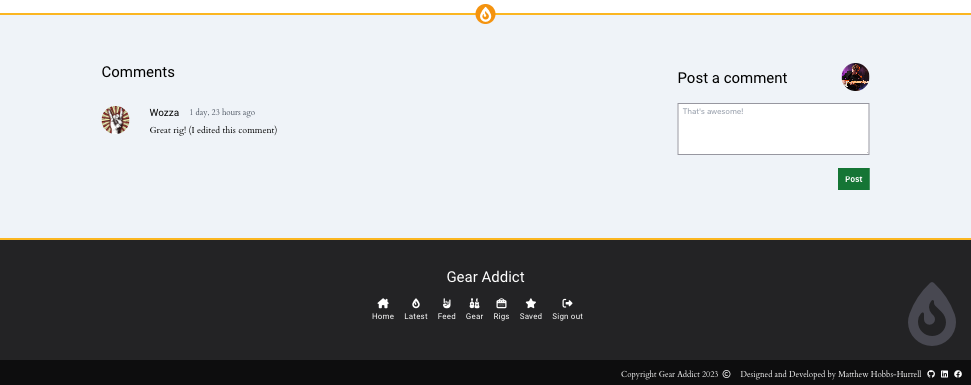 Comments
Wozza 1 day, 23 hours ago
Great rig! (I edited this comment)
Post a comment
That's awesome!
Post
Gear Addict
Home Latest Feed Gear Rigs Saved Sign out
Copyright Gear Addict 2023 © Designed and Developed by Matthew Hobbs-Hurrell